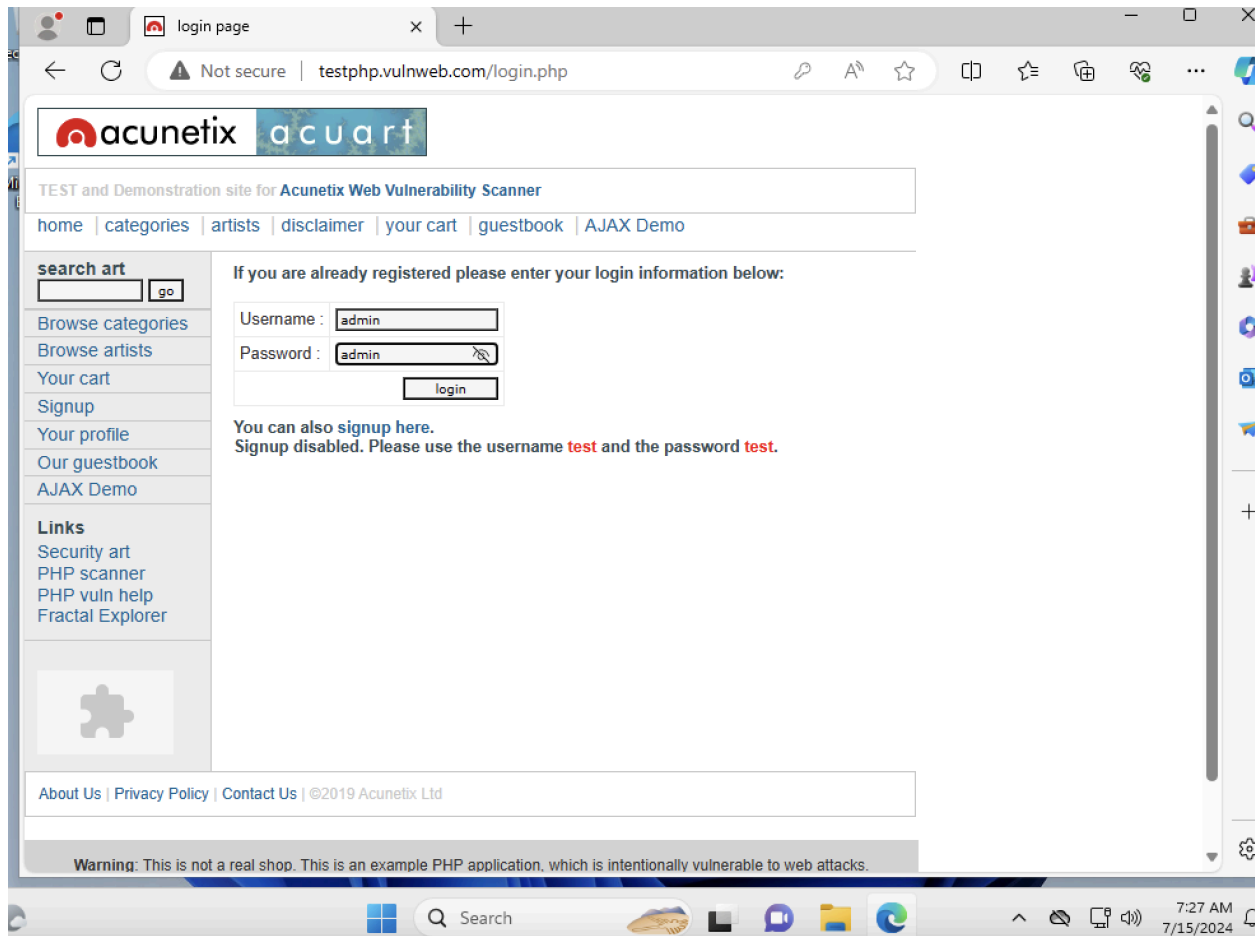 login page
Not secure | testphp.vulnweb.com/login.php
acunetix acuart
TEST and Demonstration site for Acunetix Web Vulnerability Scanner
home | categories | artists | disclaimer | your cart | guestbook | AJAX Demo
search art
go
Browse categories
Browse artists
Your cart
Signup
Your profile
Our guestbook
AJAX Demo
Links
Security art
PHP scanner
PHP vuln help
Fractal Explorer
If you are already registered please enter your login information below:
Username : admin
Password : admin
login
You can also signup here.
Signup disabled. Please use the username test and the password test.
About Us | Privacy Policy | Contact Us | ©2019 Acunetix Ltd
Warning: This is not a real shop. This is an example PHP application, which is intentionally vulnerable to web attacks.
Search
7:27 AM
7/15/2024